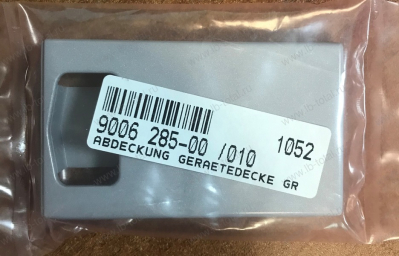 9006 285-00 /010 1052
ABDECKUNG GERAETEDECKE GR